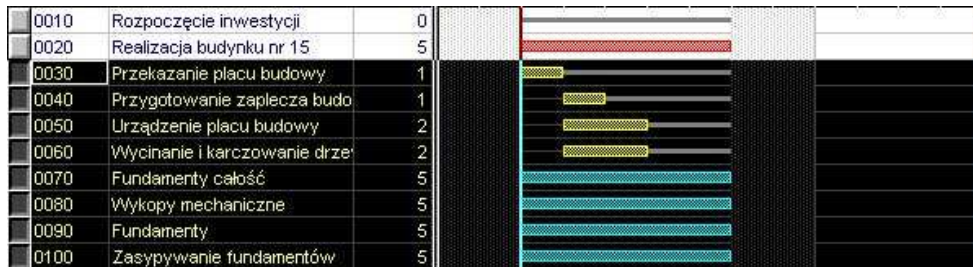 0010 Rozpoczęcie inwestycji 0
0020 Realizacja budynku nr 15 5
0030 Przekazanie placu budowy 1
0040 Przygotowanie zaplecza budo 1
0050 Urządzenie placu budowy 2
0060 Wycinanie i karczowanie drze 2
0070 Fundamenty całość 5
0080 Wykopy mechaniczne 5
0090 Fundamenty 5
0100 Zasypywanie fundamentów 5